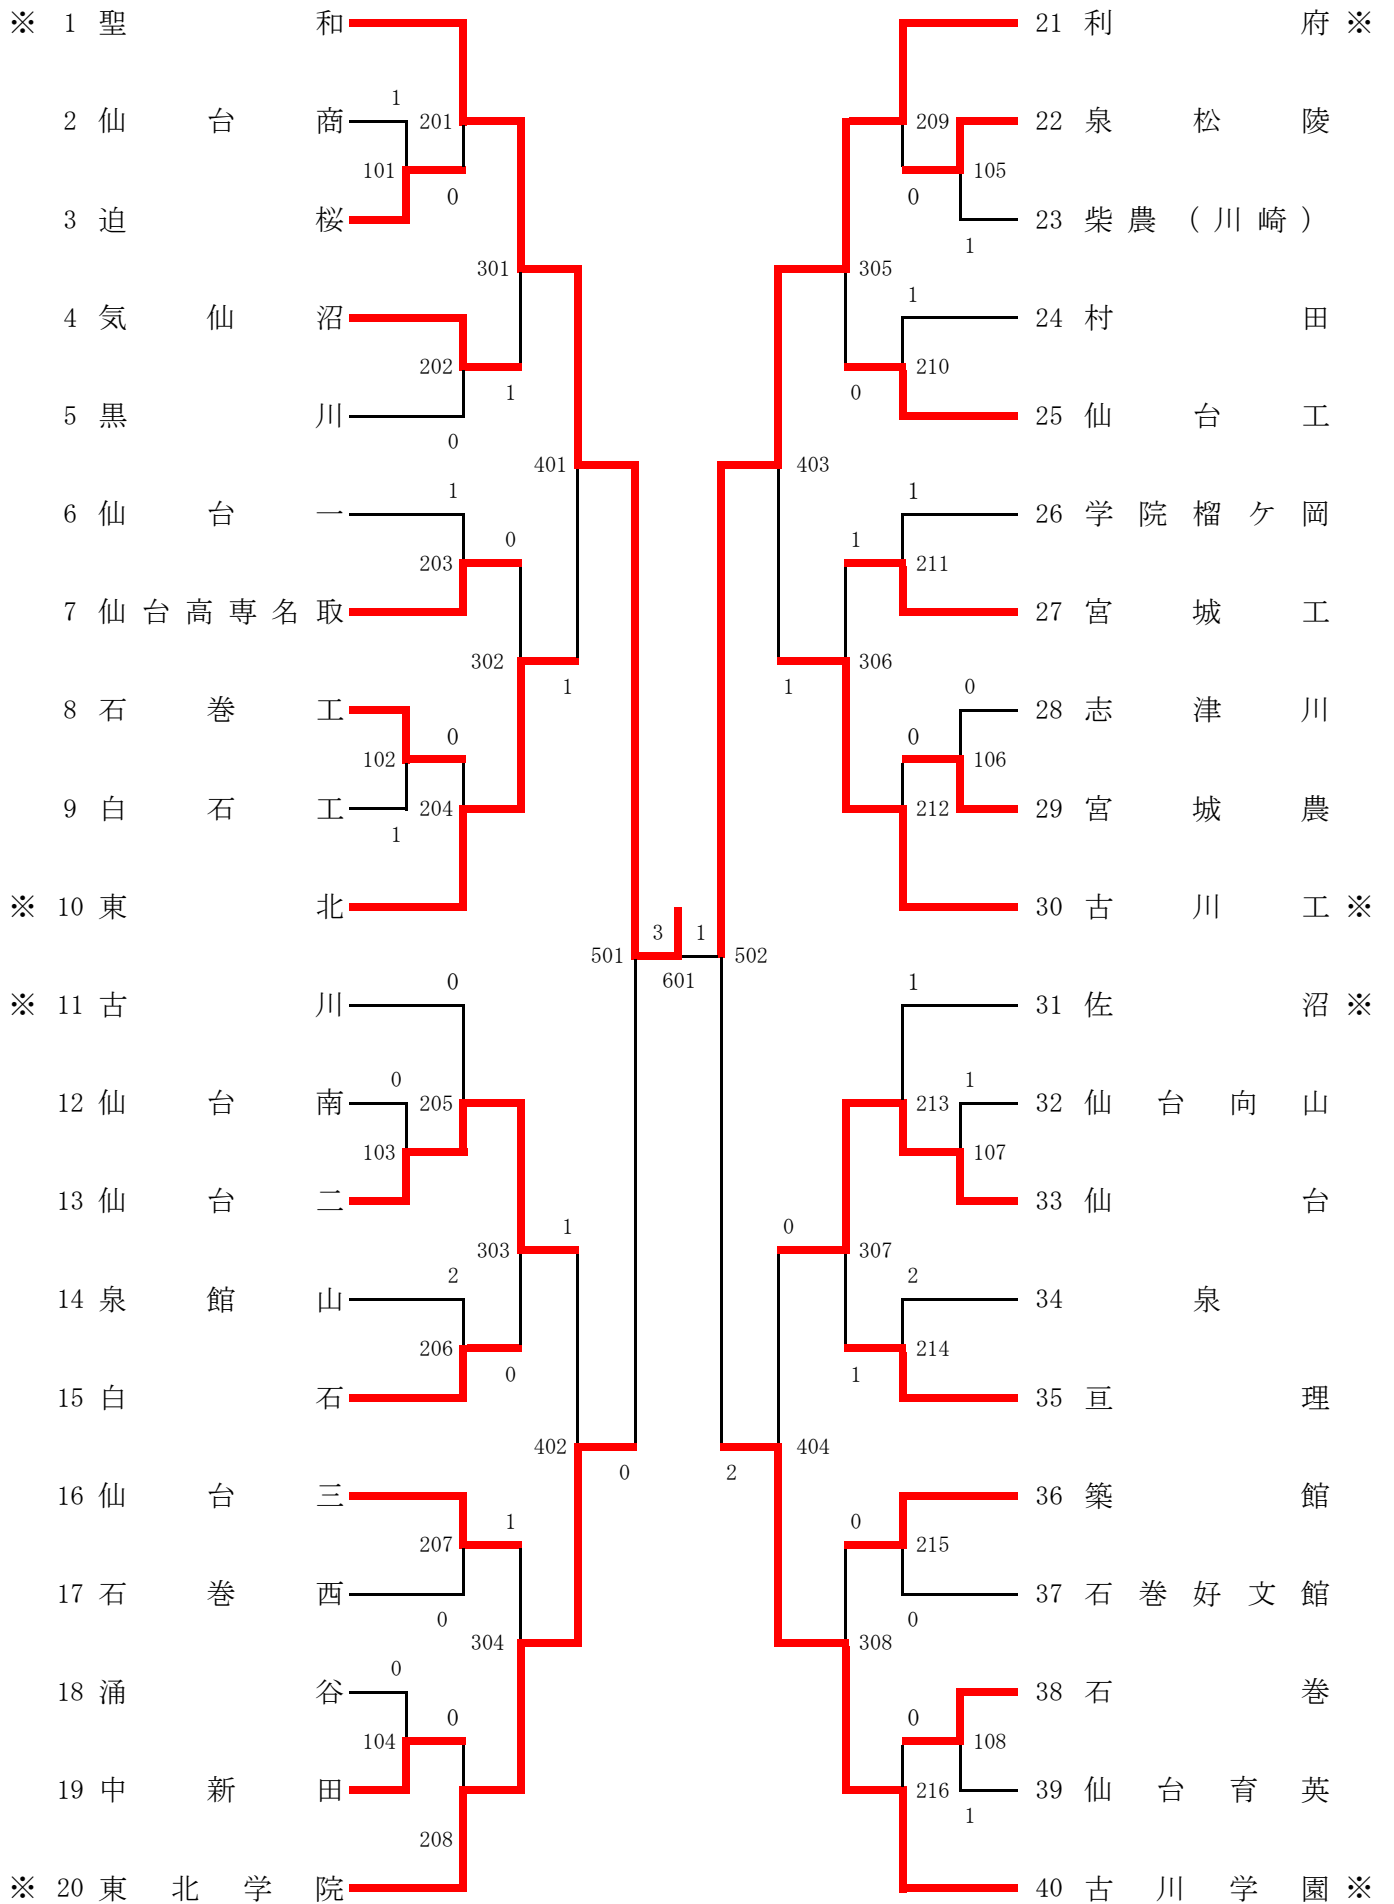 ※ 1 聖和
21 利府 ※
1
2 仙台商
201
209
22 泉松陵
101
105
0
0
3 迫桜
23 柴農（川崎）
1
301
305
1
4 気仙沼
24 村田
202
210
1
0
5 黒川
25 仙台工
0
401
403
1
1
6 仙台一
26 学院榴ケ岡
0
1
203
211
7 仙台高専名取
27 宮城工
302
306
1
1
0
8 石巻工
28 志津川
0
0
102
106
9 白石工
204
212
29 宮城農
1
※ 10 東北
30 古川工 ※
3 1
501
502
601
0
1
※ 11 古川
31 佐沼 ※
0
1
12 仙台南
205
213
32 仙台向山
103
107
13 仙台二
33 仙台
1
0
303
307
2
2
14 泉館山
34 泉
206
214
0
1
15 白石
35 亘理
402
404
0
2
16 仙台三
36 築館
1
0
207
215
17 石巻西
37 石巻好文館
0
0
304
308
0
18 涌谷
38 石巻
0
0
104
108
19 中新田
216
39 仙台育英
1
208
※ 20 東北学院
40 古川学園 ※